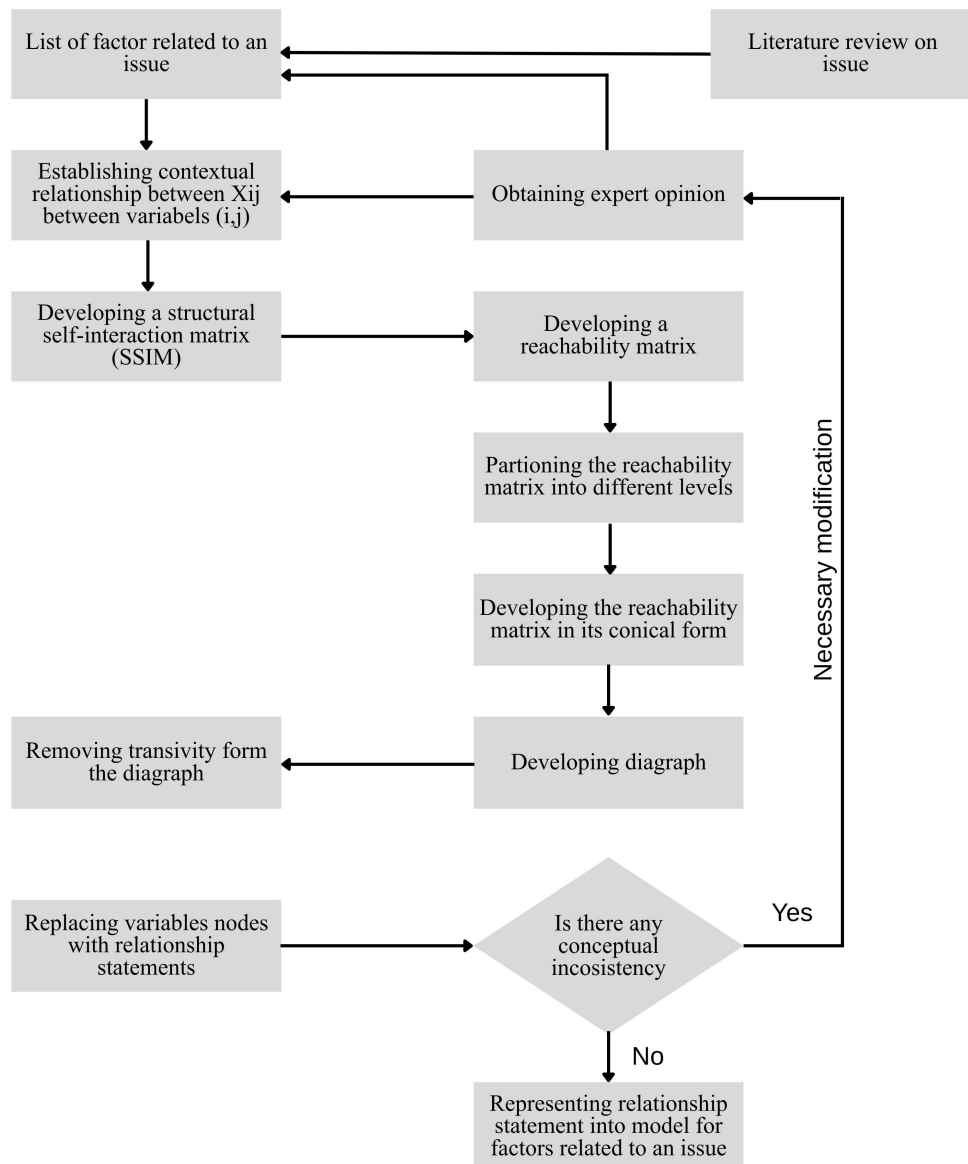 List of factor related to an
issue
Literature review on
issue
Establishing contextual
relationship between Xij
between variabels (i,j)
Obtaining expert opinion
Developing a structural
self-interaction matrix
(SSIM)
Developing a
reachability matrix
Partioning the reachability
matrix into different levels
Necessary modification
Developing the reachability
matrix in its conical form
Removing transivity form
the diagraph
Developing diagraph
Replacing variables nodes
with relationship
statements
Is there any
conceptual
incosistency
Yes
No
Representing relationship
statement into model for
factors related to an issue